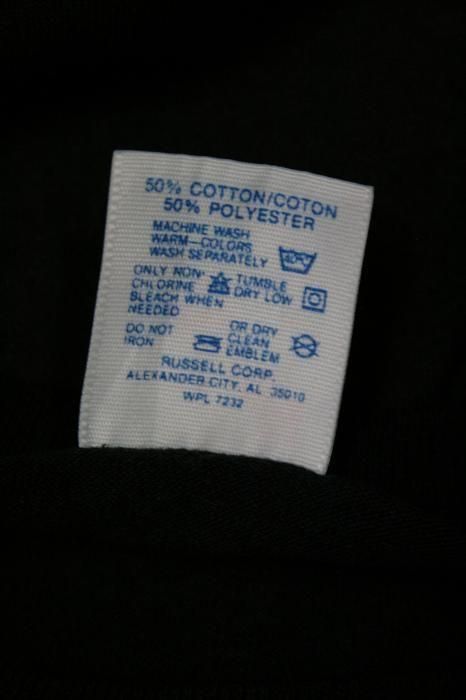 50% COTTON/COTON
50% POLYESTER
MACHINE WASH
WARM-COLORS
WASH SEPARATELY
ONLY NON-
CHLORINE
BLEACH WHEN
NEEDED
TUMBLE
DRY LOW
DO NOT
IRON
OR DRY
CLEAN
EMBLEM
RUSSELL CORP.
ALEXANDER CITY, AL 35010
WPL 7232